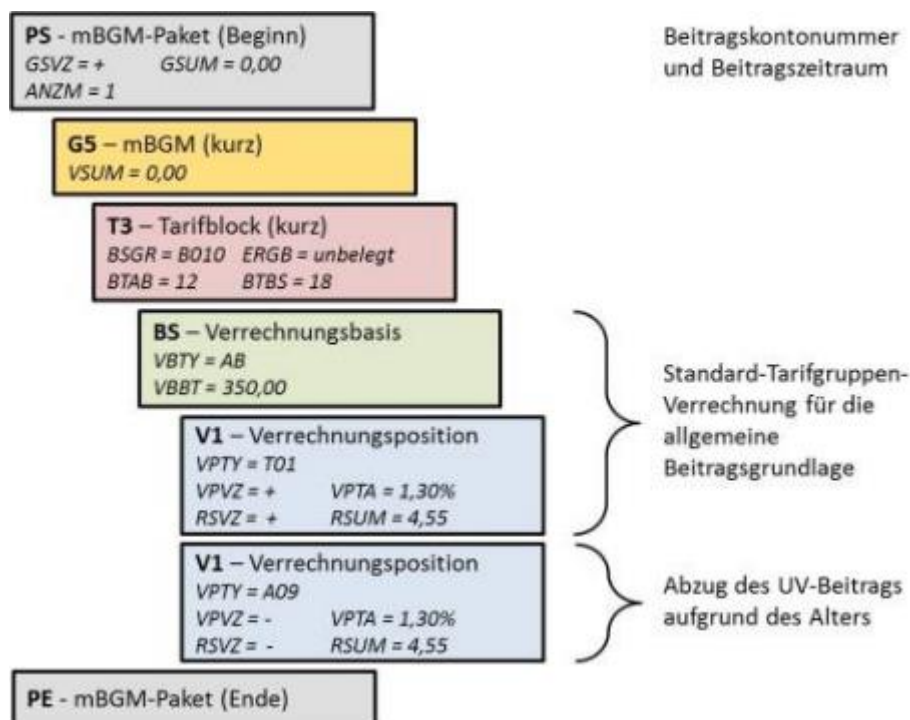 PS - mBGM-Paket (Beginn)
GSVZ = + GSUM = 0,00
ANZM = 1
Beitragskontonummer
und Beitragszeitraum
G5 – mBGM (kurz)
VSUM = 0,00
T3 – Tarifblock (kurz)
BSGR = B010 ERGB = unbelegt
BTAB = 12 BTBS = 18
BS – Verrechnungsbasis
VBTY = AB
VBBT = 350,00
V1 – Verrechnungsposition
VPTY = T01
VPVZ = + VPTA = 1,30%
RSVZ = + RSUM = 4,55
Standard-Tarifgruppen-
Verrechnung für die
allgemeine
Beitragsgrundlage
V1 – Verrechnungsposition
VPTY = A09
VPVZ = - VPTA = 1,30%
RSVZ = - RSUM = 4,55
Abzug des UV-Beitrags
aufgrund des Alters
PE - mBGM-Paket (Ende)